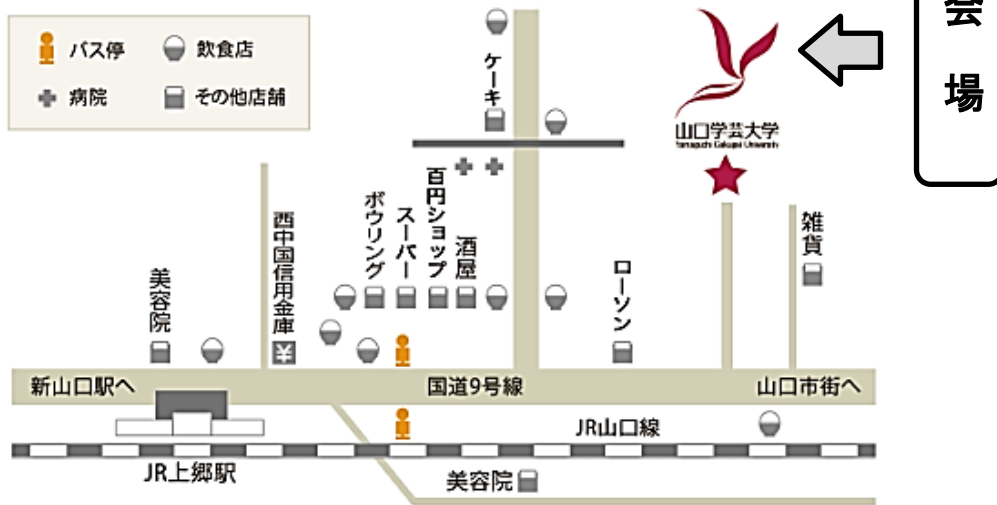 バス停
飲食店
病院
その他店舗
ケーキ
山口学芸大学
Yamaguchi Gakugei University
会場
百円ショップ
ボウリング
スーパー
酒屋
西中国信用金庫
美容院
ローソン
雑貨
新山口駅へ
国道9号線
山口市街へ
JR山口線
JR上郷駅
美容院